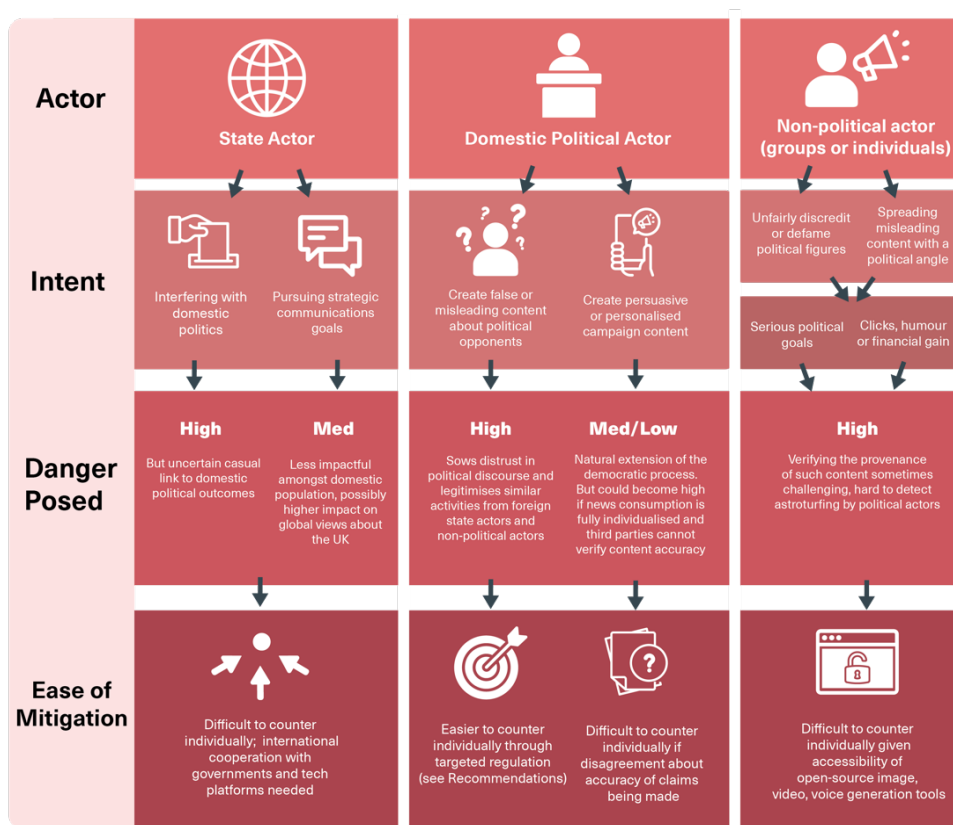 Actor
State Actor
Domestic Political Actor
Non-political actor
(groups or individuals)
Intent
Interfering with
domestic
politics
Pursuing strategic
communications
goals
?
?
?
?
Create false or
misleading content
about political
opponents
Create persuasive
or personalised
campaign content
Unfairly discredit
or defame
political figures
Spreading
misleading
content with a
political angle
Serious political
goals
Clicks, humour
or financial gain
Danger
Posed
High
But uncertain casual
link to domestic
political outcomes
Med
Less impactful
amongst domestic
population, possibly
higher impact on
global views about
the UK
High
Sows distrust in
political discourse and
legitimises similar
activities from foreign
state actors and
non-political actors
Med/Low
Natural extension of the
democratic process.
But could become high
if news consumption is
fully individualised and
third parties cannot
verify content accuracy
High
Verifying the provenance
of such content sometimes
challenging, hard to detect
astroturfing by political actors
Ease of
Mitigation
Difficult to counter
individually; international
cooperation with
governments and tech
platforms needed
Easier to counter
individually through
targeted regulation
(see Recommendations)
?
Difficult to counter
individually if
disagreement about
accuracy of claims
being made
Difficult to counter
individually given
accessibility of
open-source image,
video, voice generation tools